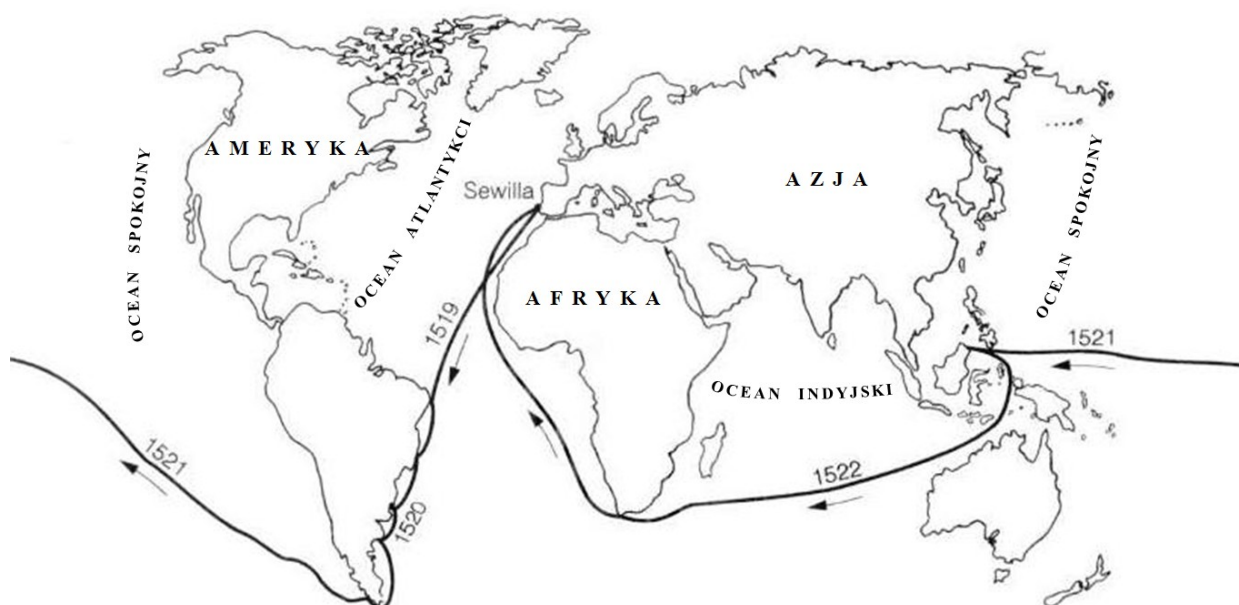 AMERYKA
OCEAN SPOKOJNY
OCEAN ATLANTYKCI
Sewilla
AZJA
OCEAN SPOKOJNY
AFRYKA
1519
OCEAN INDYJSKI
1521
1521
1520
1522